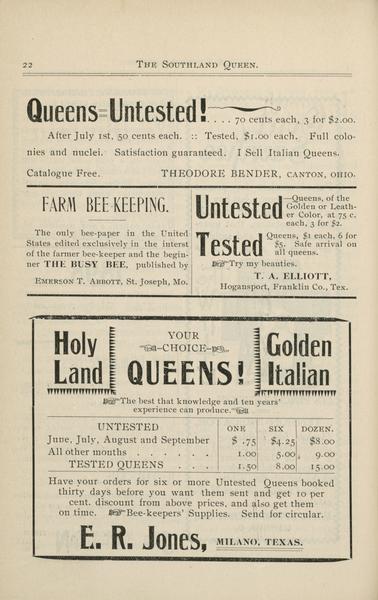 22
THE SOUTHLAND QUEEN.
Queens=Untested! .... 70 cents each, 3 for $2.00.
After July 1st, 50 cents each. :: Tested, $1.00 each. Full colo-
nies and nuclei. Satisfaction guaranteed. I Sell Italian Queens.
Catalogue Free. THEODORE BENDER, CANTON, OHIO.
FARM BEE-KEEPING.
The only bee-paper in the United
States edited exclusively in the interst
of the farmer bee-keeper and the begin-
ner THE BUSY BEE, published by
EMERSON T. ABBOTT, St. Joseph, Mo.
Untested —Queens, of the
Golden or Leath-
er Color, at 75 c.
each, 3 for $2.
Tested Queens, $1 each, 6 for
$5. Safe arrival on
all queens.
Try my beauties.
T. A. ELLIOTT,
Hogansport, Franklin Co., Tex.
Holy
Land
YOUR
-CHOICE-
QUEENS!
Golden
Italian
The best that knowledge and ten years'
experience can produce.
UNTESTED ONE SIX DOZEN.
June, July, August and September $ .75 $4.25 $8.00
All other months . . . . . . 1.00 5.00 9.00
TESTED QUEENS . . . 1.50 8.00 15.00
Have your orders for six or more Untested Queens booked
thirty days before you want them sent and get 10 per
cent. discount from above prices, and also get them
on time. Bee-keepers' Supplies. Send for circular.
E. R. Jones, MILANO, TEXAS.